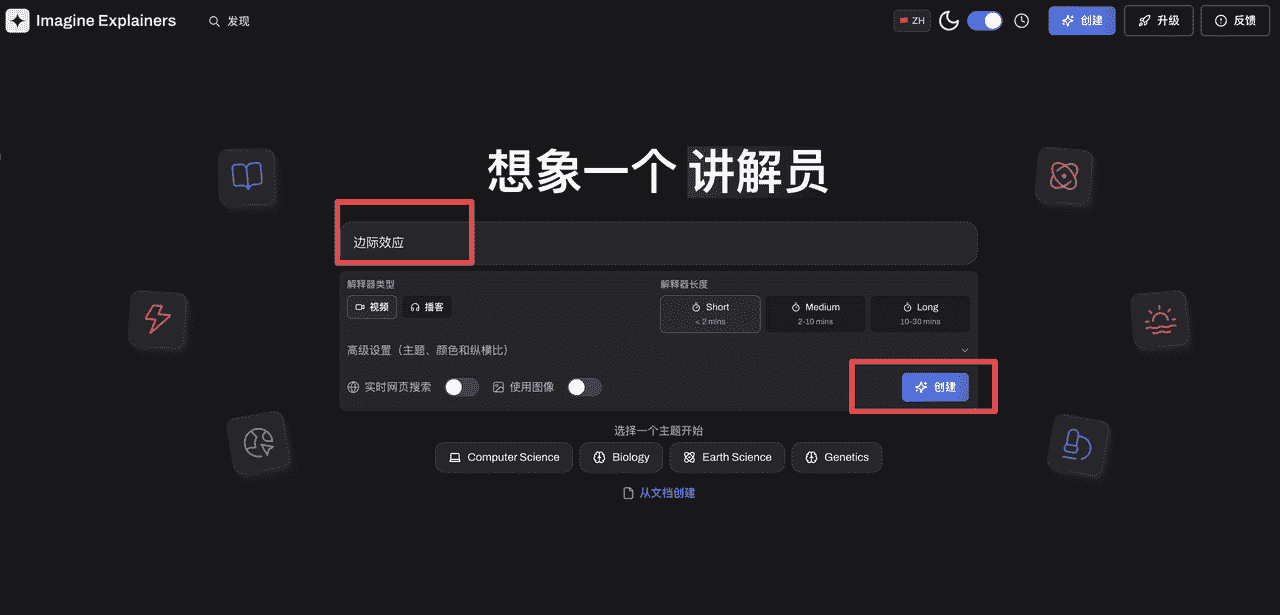 Imagine Explainers 发现 ZH 创建 升级 反馈
想象一个 讲解员
边际效应
解释器类型 解释器长度
视频 播客 Short Medium Long
< 2 mins 2-10 mins 10-30 mins
高级设置（主题、颜色和纵横比）
实时网页搜索 使用图像 创建
选择一个主题开始
Computer Science Biology Earth Science Genetics
从文档创建